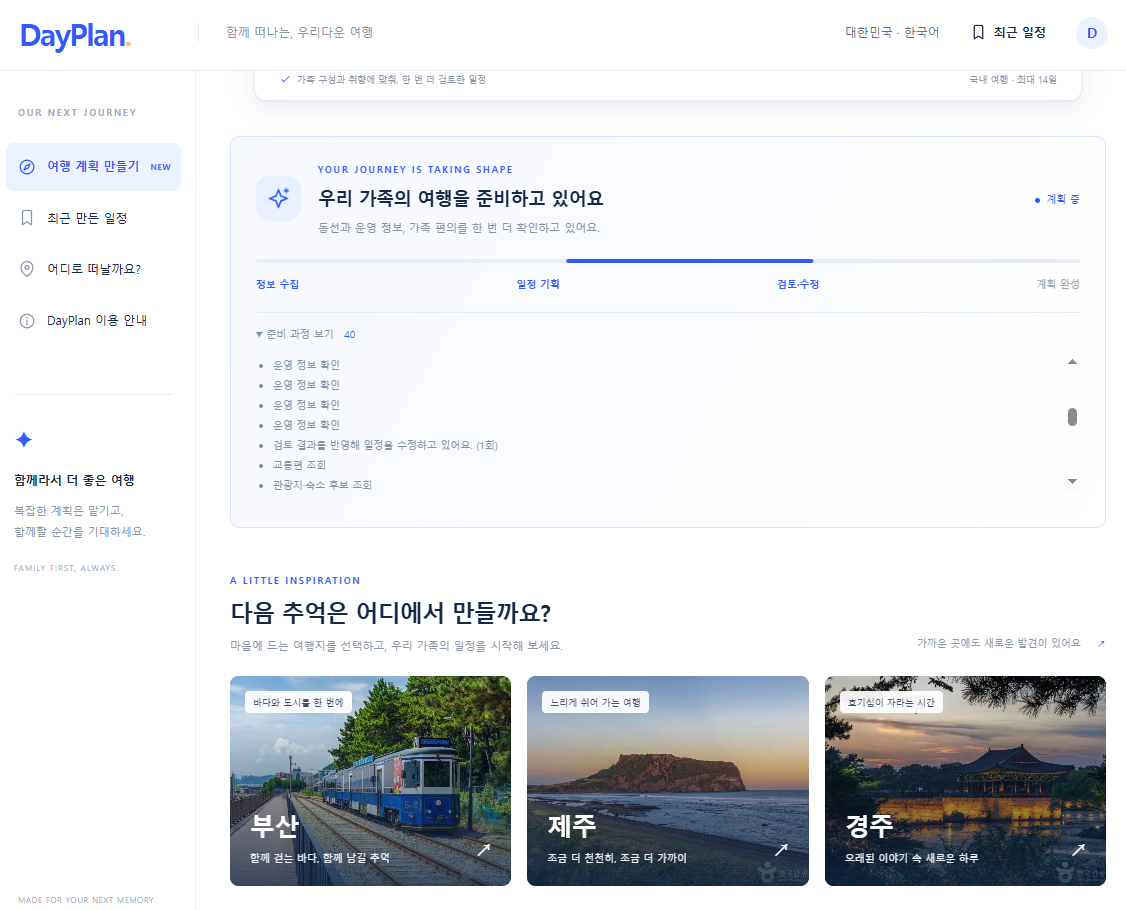 DayPlan.
함께 떠나는, 우리다운 여행
대한민국 · 한국어
최근 일정
D
가족 구성과 취향에 맞춰, 한 번 더 검토한 일정
국내 여행 · 최대 14일
OUR NEXT JOURNEY
여행 계획 만들기 NEW
최근 만든 일정
어디로 떠날까요?
DayPlan 이용 안내
함께라서 더 좋은 여행
복잡한 계획은 맡기고,
함께할 순간을 기대하세요.
FAMILY FIRST, ALWAYS.
MADE FOR YOUR NEXT MEMORY
YOUR JOURNEY IS TAKING SHAPE
우리 가족의 여행을 준비하고 있어요
동선과 운영 정보, 가족 편의를 한 번 더 확인하고 있어요.
계획 중
정보 수집
일정 기획
검토·수정
계획 완성
▼ 준비 과정 보기 40
• 운영 정보 확인
• 운영 정보 확인
• 운영 정보 확인
• 운영 정보 확인
• 검토 결과를 반영해 일정을 수정하고 있어요. (1회)
• 교통편 조회
• 관광지·숙소 후보 조회
A LITTLE INSPIRATION
다음 추억은 어디에서 만들까요?
마음에 드는 여행지를 선택하고, 우리 가족의 일정을 시작해 보세요.
가까운 곳에도 새로운 발견이 있어요 ↗
바다와 도시를 한 번에
부산
함께 걷는 바다, 함께 남길 추억
느리게 쉬어 가는 여행
제주
조금 더 천천히, 조금 더 가까이
호기심이 자라는 시간
경주
오래된 이야기 속 새로운 하루